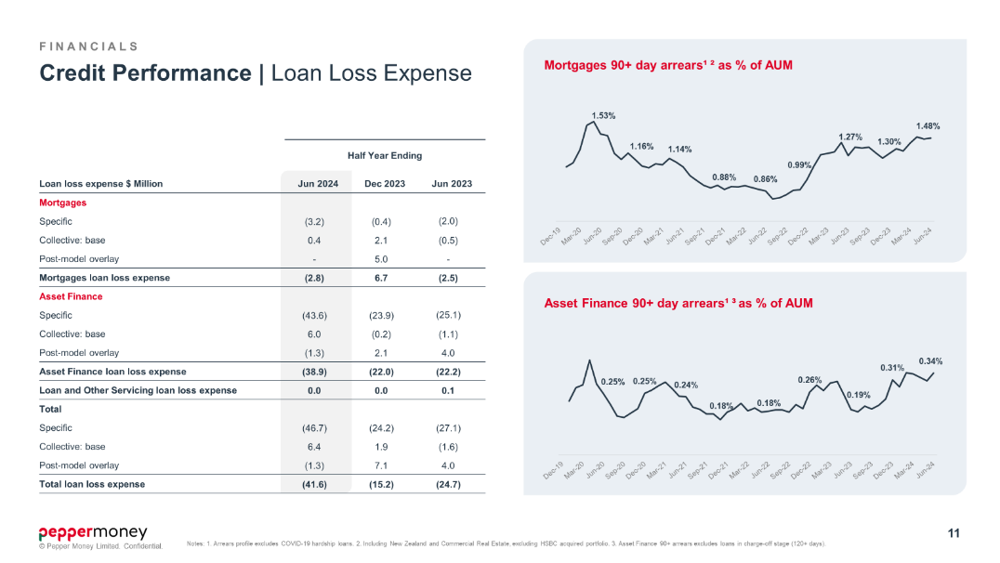 FINANCIALS
Credit Performance | Loan Loss Expense
Half Year Ending
Loan loss expense $ Million Jun 2024 Dec 2023 Jun 2023
Mortgages
Specific (3.2) (0.4) (2.0)
Collective: base 0.4 2.1 (0.5)
Post-model overlay - 5.0 -
Mortgages loan loss expense (2.8) 6.7 (2.5)
Asset Finance
Specific (43.6) (23.9) (25.1)
Collective: base 6.0 (0.2) (1.1)
Post-model overlay (1.3) 2.1 4.0
Asset Finance loan loss expense (38.9) (22.0) (22.2)
Loan and Other Servicing loan loss expense 0.0 0.0 0.1
Total
Specific (46.7) (24.2) (27.1)
Collective: base 6.4 1.9 (1.6)
Post-model overlay (1.3) 7.1 4.0
Total loan loss expense (41.6) (15.2) (24.7)
Mortgages 90+ day arrears¹ ² as % of AUM
1.53% 1.16% 1.14% 0.88% 0.86% 0.99% 1.27% 1.30% 1.48%
Dec-19 Mar-20 Jun-20 Sep-20 Dec-20 Mar-21 Jun-21 Sep-21 Dec-21 Mar-22 Jun-22 Sep-22 Dec-22 Mar-23 Jun-23 Sep-23 Dec-23 Mar-24 Jun-24
Asset Finance 90+ day arrears¹ ³ as % of AUM
0.25% 0.25% 0.24% 0.18% 0.18% 0.26% 0.19% 0.31% 0.34%
Dec-19 Mar-20 Jun-20 Sep-20 Dec-20 Mar-21 Jun-21 Sep-21 Dec-21 Mar-22 Jun-22 Sep-22 Dec-22 Mar-23 Jun-23 Sep-23 Dec-23 Mar-24 Jun-24
peppermoney
© Pepper Money Limited. Confidential.
Notes: 1. Arrears profile excludes COVID-19 hardship loans. 2. Including New Zealand and Commercial Real Estate, excluding HSBC acquired portfolio. 3. Asset Finance 90+ arrears excludes loans in charge-off stage (120+ days).
11